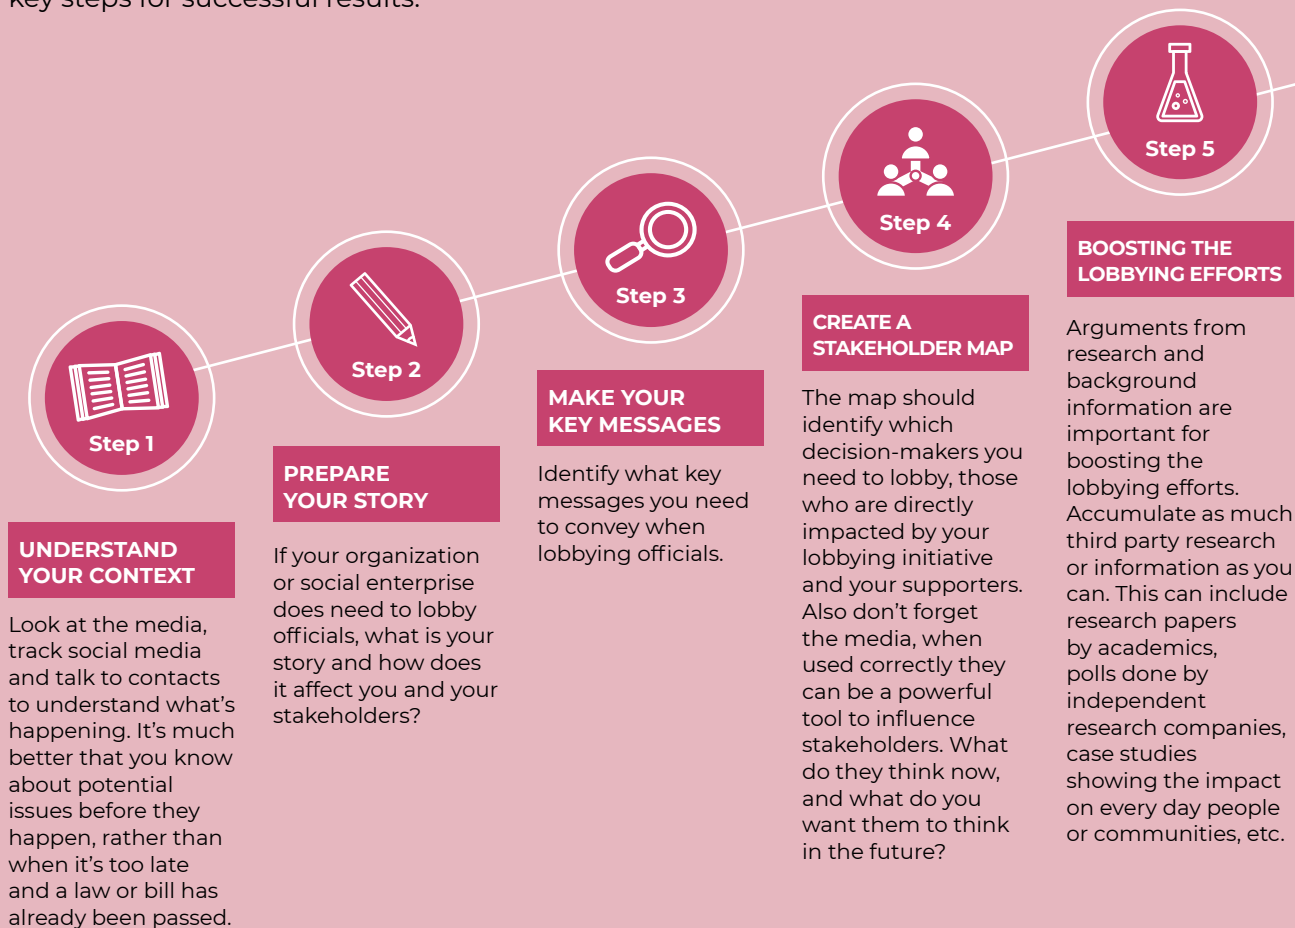 key steps for successful results.
Step 1
UNDERSTAND
YOUR CONTEXT
Look at the media,
track social media
and talk to contacts
to understand what's
happening. It's much
better that you know
about potential
issues before they
happen, rather than
when it's too late
and a law or bill has
already been passed.
Step 2
PREPARE
YOUR STORY
If your organization
or social enterprise
does need to lobby
officials, what is your
story and how does
it affect you and your
stakeholders?
Step 3
MAKE YOUR
KEY MESSAGES
Identify what key
messages you need
to convey when
lobbying officials.
Step 4
CREATE A
STAKEHOLDER MAP
The map should
identify which
decision-makers you
need to lobby, those
who are directly
impacted by your
lobbying initiative
and your supporters.
Also don't forget
the media, when
used correctly they
can be a powerful
tool to influence
stakeholders. What
do they think now,
and what do you
want them to think
in the future?
Step 5
BOOSTING THE
LOBBYING EFFORTS
Arguments from
research and
background
information are
important for
boosting the
lobbying efforts.
Accumulate as much
third party research
or information as you
can. This can include
research papers
by academics,
polls done by
independent
research companies,
case studies
showing the impact
on every day people
or communities, etc.